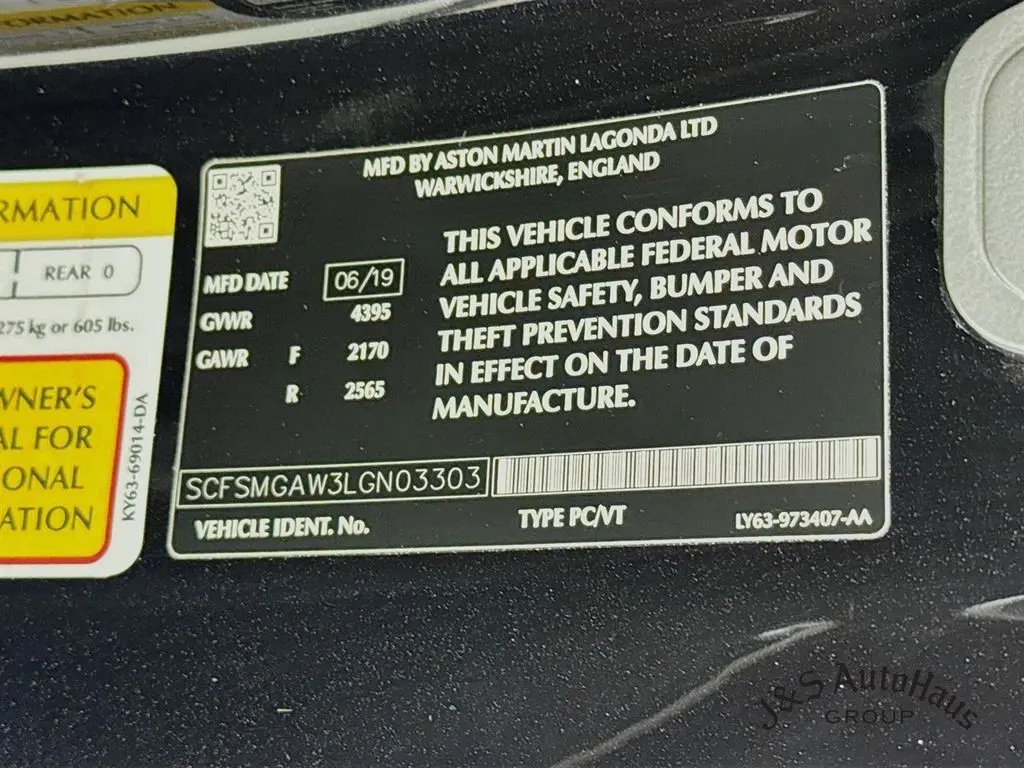 ORMATION
RMATION
REAR 0
275 kg or 605 lbs.
WNER'S
AL FOR
ONAL
ATION
KY63-69014-DA
MFD BY ASTON MARTIN LAGONDA LTD
WARWICKSHIRE, ENGLAND
MFD DATE 06/19
GVWR 4395
GAWR F 2170
R 2565
THIS VEHICLE CONFORMS TO
ALL APPLICABLE FEDERAL MOTOR
VEHICLE SAFETY, BUMPER AND
THEFT PREVENTION STANDARDS
IN EFFECT ON THE DATE OF
MANUFACTURE.
SCFSMGAW3LGN03303
VEHICLE IDENT. No.
TYPE PC/VT
LY63-973407-AA
J&S AutoHaus
GROUP